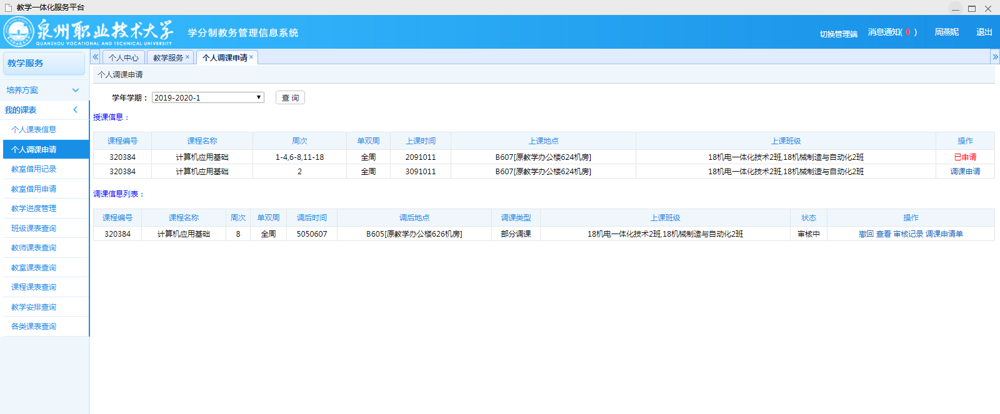 教学一体化服务平台
泉州职业技术大学
QUANZHOU VOCATIONAL AND TECHNICAL UNIVERSITY
学分制教务管理信息系统
切换管理端 消息通知( 0 ) 周燕妮 退出
教学服务
个人中心 教学服务 × 个人调课申请 ×
个人调课申请
培养方案
我的课表
个人课表信息
个人调课申请
教室借用记录
教室借用申请
教学进度管理
班级课表查询
教师课表查询
教室课表查询
课程课表查询
教学安排查询
各类课表查询
学年学期： 2019-2020-1 查 询
授课信息：
课程编号 课程名称 周次 单双周 上课时间 上课地点 上课班级 操作
320384 计算机应用基础 1-4,6-8,11-18 全周 2091011 B607[原教学办公楼624机房] 18机电一体化技术2班,18机械制造与自动化2班 已申请
320384 计算机应用基础 2 全周 3091011 B607[原教学办公楼624机房] 18机电一体化技术2班,18机械制造与自动化2班 调课申请
调课信息列表：
课程编号 课程名称 周次 单双周 调后时间 调后地点 调课类型 上课班级 状态 操作
320384 计算机应用基础 8 全周 5050607 B605[原教学办公楼626机房] 部分调课 18机电一体化技术2班,18机械制造与自动化2班 审核中 撤回 查看 审核记录 调课申请单